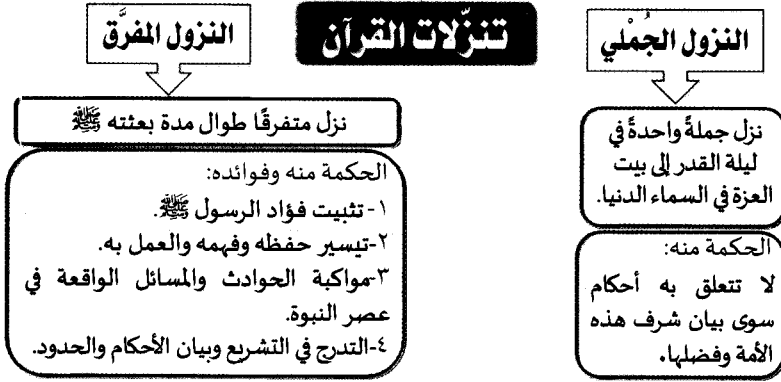 تنزّلات القرآن
النزول الجُمْلي
نزل جملةً واحدةً في
ليلة القدر إلى بيت
العزة في السماء الدنيا.
الحكمة منه:
لا تتعلق به أحكام
سوى بيان شرف هذه
الأمة وفضلها.
النزول المفرَّق
نزل متفرقًا طوال مدة بعثته ﷺ
الحكمة منه وفوائده:
١- تثبيت فؤاد الرسول ﷺ.
٢-تيسير حفظه وفهمه والعمل به.
٣-مواكبة الحوادث والمسائل الواقعة في
عصر النبوة.
٤-التدرج في التشريع وبيان الأحكام والحدود.